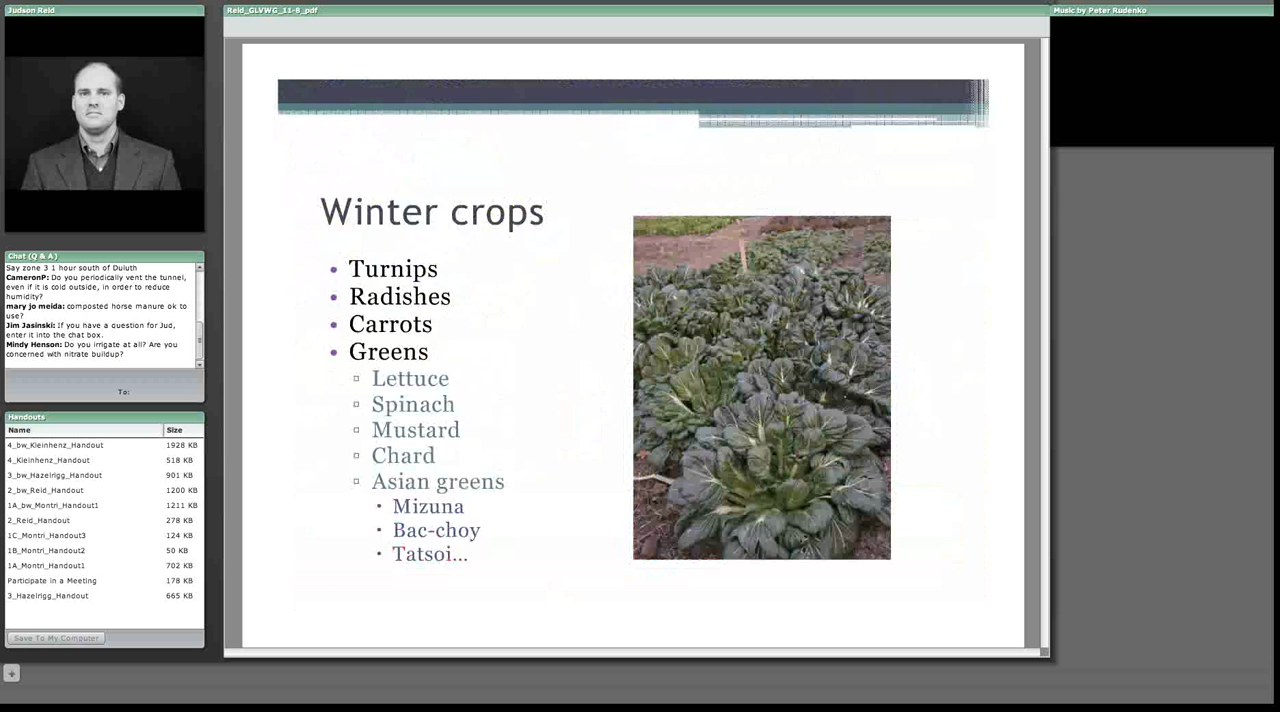 Judson Reid
Reid_GLVWG_11-8_pdf
Music by Peter Rudenko
Winter crops
• Turnips
• Radishes
• Carrots
• Greens
Lettuce
Spinach
Mustard
Chard
Asian greens
• Mizuna
• Bac-choy
• Tatsoi...
Chat (Q & A)
Say zone 3 1 hour south of Duluth
CameronP: Do you periodically vent the tunnel,
even if it is cold outside, in order to reduce
humidity?
mary jo meida: composted horse manure ok to
use?
Jim Jasinski: If you have a question for Jud,
enter it into the chat box.
Mindy Henson: Do you irrigate at all? Are you
concerned with nitrate buildup?
To:
Handouts
Name Size
4_bw_Kleinhenz_Handout 1928 KB
4_Kleinhenz_Handout 518 KB
3_bw_Hazelrigg_Handout 901 KB
2_bw_Reid_Handout 1200 KB
1A_bw_Montri_Handout1 1211 KB
2_Reid_Handout 278 KB
1C_Montri_Handout3 124 KB
1B_Montri_Handout2 50 KB
1A_Montri_Handout1 702 KB
Participate in a Meeting 178 KB
3_Hazelrigg_Handout 665 KB
Save To My Computer